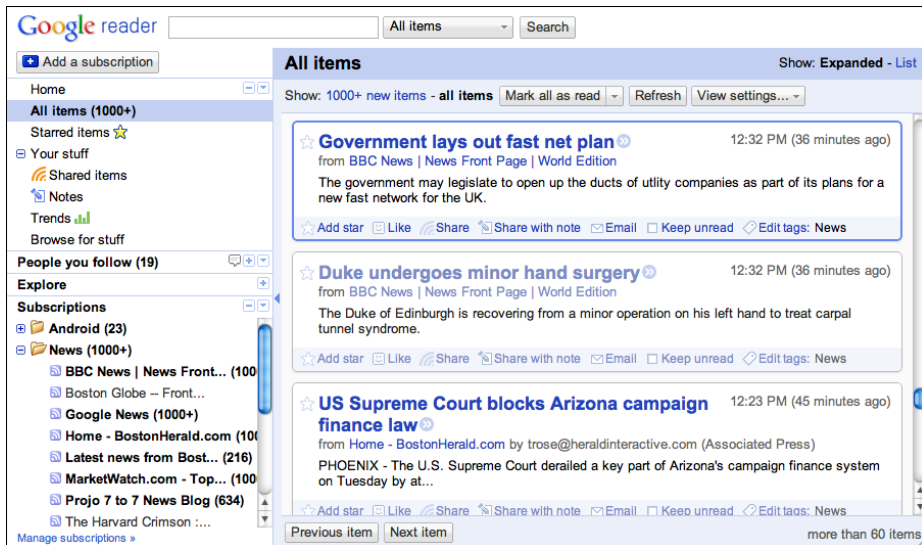 Google reader
All items
Search
Add a subscription
Home
All items (1000+)
Starred items
Your stuff
Shared items
Notes
Trends
Browse for stuff
People you follow (19)
Explore
Subscriptions
Android (23)
News (1000+)
BBC News | News Front... (100
Boston Globe -- Front...
Google News (1000+)
Home - BostonHerald.com (100
Latest news from Bost... (216)
MarketWatch.com - Top... (1000
Projo 7 to 7 News Blog (634)
The Harvard Crimson :...
Manage subscriptions »
All items
Show: Expanded - List
Show: 1000+ new items - all items Mark all as read Refresh View settings...
Government lays out fast net plan
12:32 PM (36 minutes ago)
from BBC News | News Front Page | World Edition
The government may legislate to open up the ducts of utlity companies as part of its plans for a
new fast network for the UK.
Add star Like Share Share with note Email Keep unread Edit tags: News
Duke undergoes minor hand surgery
12:32 PM (36 minutes ago)
from BBC News | News Front Page | World Edition
The Duke of Edinburgh is recovering from a minor operation on his left hand to treat carpal
tunnel syndrome.
Add star Like Share Share with note Email Keep unread Edit tags: News
US Supreme Court blocks Arizona campaign
finance law
12:23 PM (45 minutes ago)
from Home - BostonHerald.com by trose@heraldinteractive.com (Associated Press)
PHOENIX - The U.S. Supreme Court derailed a key part of Arizona's campaign finance system
on Tuesday by at...
Add star Like Share Share with note Email Keep unread Edit tags: News
Previous item Next item
more than 60 items